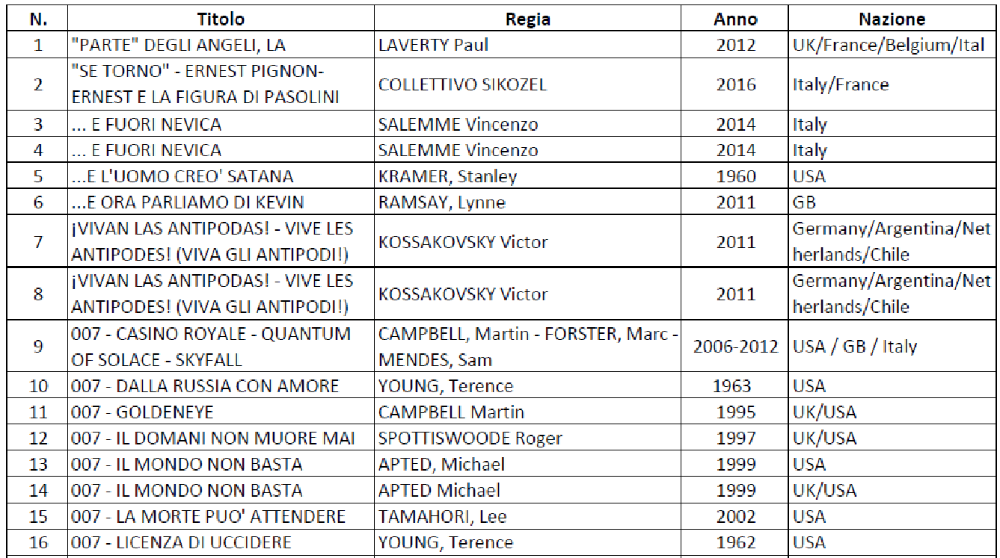 N. Titolo Regia Anno Nazione
1 "PARTE" DEGLI ANGELI, LA LAVERTY Paul 2012 UK/France/Belgium/Ital
2 "SE TORNO" - ERNEST PIGNON-
ERNEST E LA FIGURA DI PASOLINI COLLETTIVO SIKOZEL 2016 Italy/France
3 ... E FUORI NEVICA SALEMME Vincenzo 2014 Italy
4 ... E FUORI NEVICA SALEMME Vincenzo 2014 Italy
5 ...E L'UOMO CREO' SATANA KRAMER, Stanley 1960 USA
6 ...E ORA PARLIAMO DI KEVIN RAMSAY, Lynne 2011 GB
7 ¡VIVAN LAS ANTIPODAS! - VIVE LES
ANTIPODES! (VIVA GLI ANTIPODI!) KOSSAKOVSKY Victor 2011 Germany/Argentina/Net
herlands/Chile
8 ¡VIVAN LAS ANTIPODAS! - VIVE LES
ANTIPODES! (VIVA GLI ANTIPODI!) KOSSAKOVSKY Victor 2011 Germany/Argentina/Net
herlands/Chile
9 007 - CASINO ROYALE - QUANTUM
OF SOLACE - SKYFALL CAMPBELL, Martin - FORSTER, Marc -
MENDES, Sam 2006-2012 USA / GB / Italy
10 007 - DALLA RUSSIA CON AMORE YOUNG, Terence 1963 USA
11 007 - GOLDENEYE CAMPBELL Martin 1995 UK/USA
12 007 - IL DOMANI NON MUORE MAI SPOTTISWOODE Roger 1997 UK/USA
13 007 - IL MONDO NON BASTA APTED, Michael 1999 USA
14 007 - IL MONDO NON BASTA APTED Michael 1999 UK/USA
15 007 - LA MORTE PUO' ATTENDERE TAMAHORI, Lee 2002 USA
16 007 - LICENZA DI UCCIDERE YOUNG, Terence 1962 USA